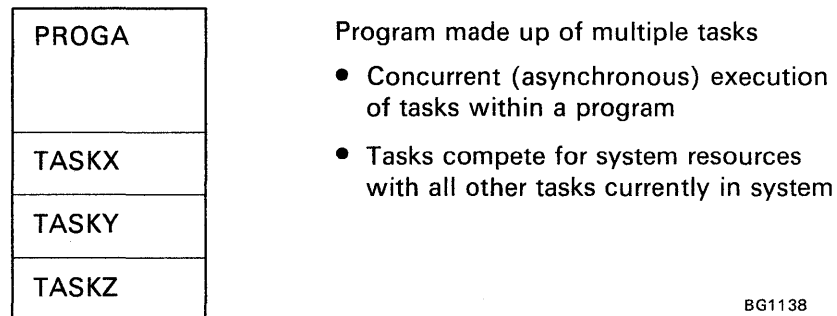 PROGA
TASKX
TASKY
TASKZ
Program made up of multiple tasks
● Concurrent (asynchronous) execution
of tasks within a program
● Tasks compete for system resources
with all other tasks currently in system
BG1138